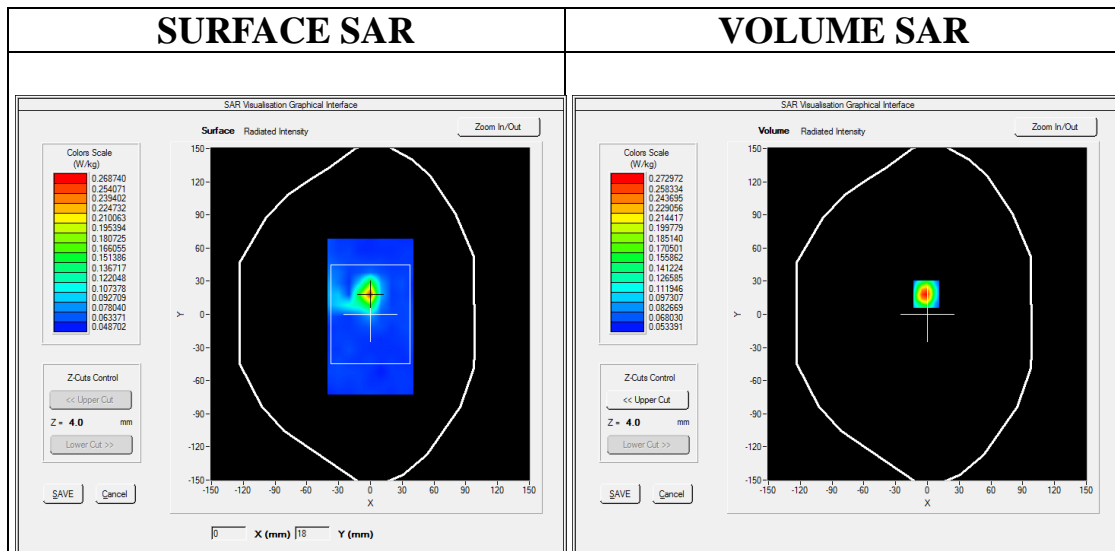 SURFACE SAR
VOLUME SAR
SAR Visualisation Graphical Interface
Surface Radiated Intensity
Zoom In/Out
Colors Scale
(W/kg)
0.268740
0.254071
0.239402
0.224732
0.210063
0.195394
0.180725
0.166055
0.151386
0.136717
0.122048
0.107378
0.092709
0.078040
0.063371
0.048702
Z-Cuts Control
<< Upper Cut
Z = 4.0 mm
Lower Cut >>
SAVE Cancel
150
120
90
60
30
0
-30
-60
-90
-120
-150
Y
-150 -120 -90 -60 -30 0 30 60 90 120 150
X
0 X (mm) 18 Y (mm)
SAR Visualisation Graphical Interface
Volume Radiated Intensity
Zoom In/Out
Colors Scale
(W/kg)
0.272972
0.258334
0.243695
0.229056
0.214417
0.199779
0.185140
0.170501
0.155862
0.141224
0.126585
0.111946
0.097307
0.082669
0.068030
0.053391
Z-Cuts Control
<< Upper Cut
Z = 4.0 mm
Lower Cut >>
SAVE Cancel
150
120
90
60
30
0
-30
-60
-90
-120
-150
Y
-150 -120 -90 -60 -30 0 30 60 90 120 150
X